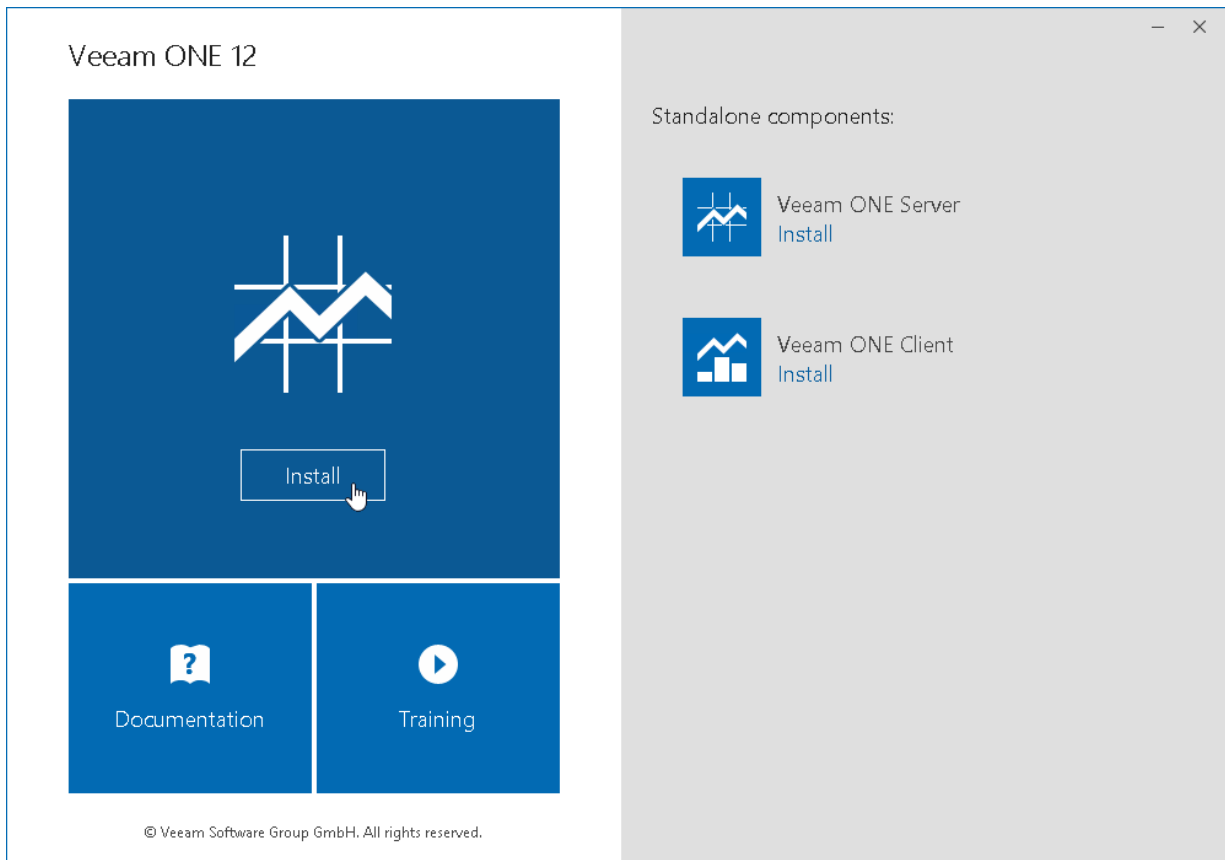 Veeam ONE 12
Install
?
Documentation
Training
© Veeam Software Group GmbH. All rights reserved.
Standalone components:
Veeam ONE Server
Install
Veeam ONE Client
Install